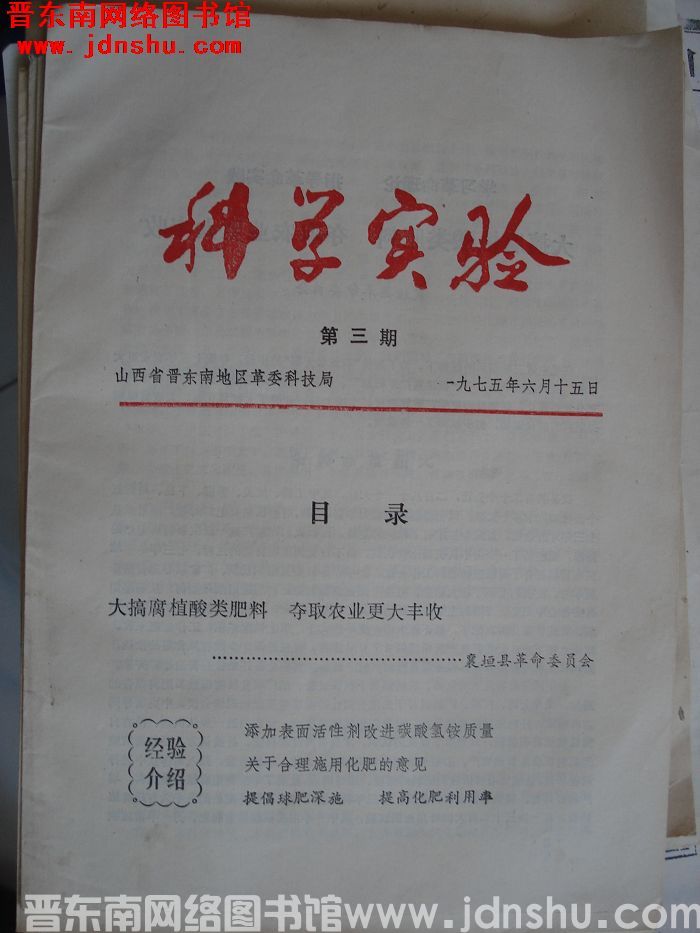 晋东南网络图书馆
www.jdnshu.com
科学实验
第三期
山西省晋东南地区革委科技局 一九七五年六月十五日
目 录
大搞腐植酸类肥料 夺取农业更大丰收
……………………………………襄垣县革命委员会
经验
介绍
添加表面活性剂改进碳酸氢铵质量
关于合理施用化肥的意见
提倡球肥深施 提高化肥利用率
晋东南网络图书馆www.jdnshu.com